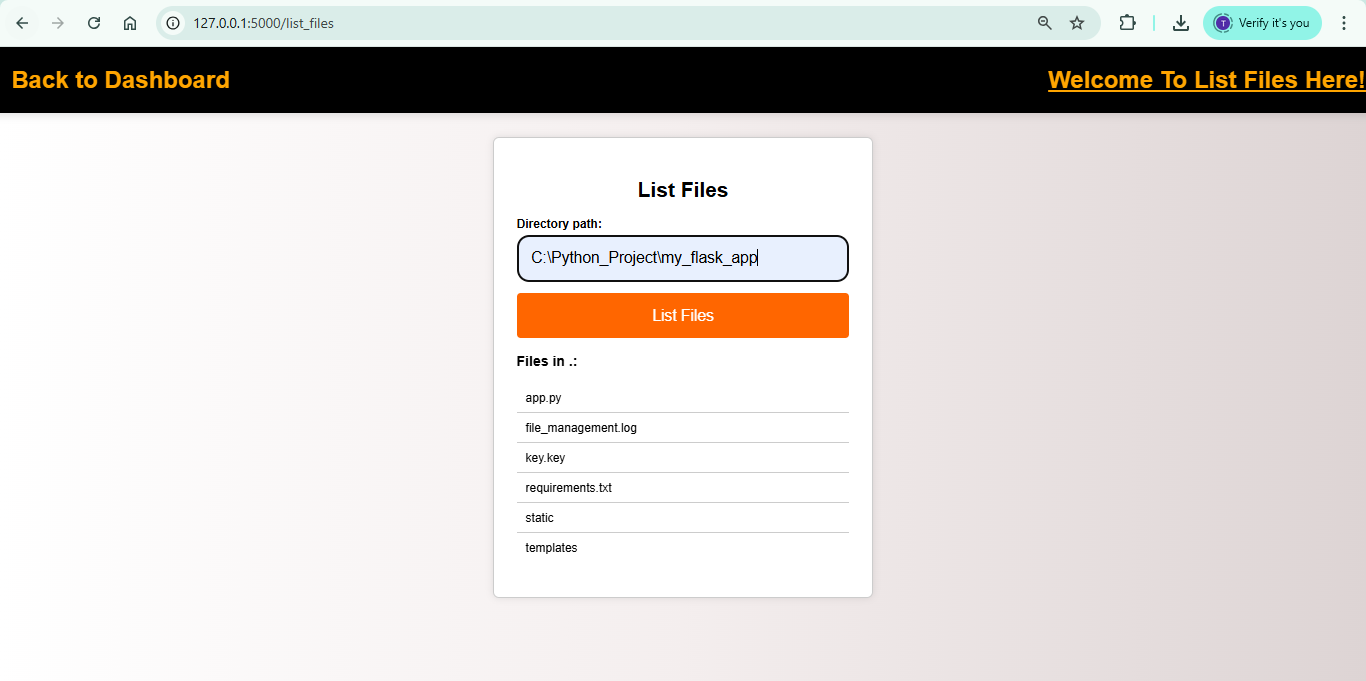 127.0.0.1:5000/list_files
T
Verify it's you
Back to Dashboard
Welcome To List Files Here!
List Files
Directory path:
C:\Python_Project\my_flask_app
List Files
Files in .:
app.py
file_management.log
key.key
requirements.txt
static
templates